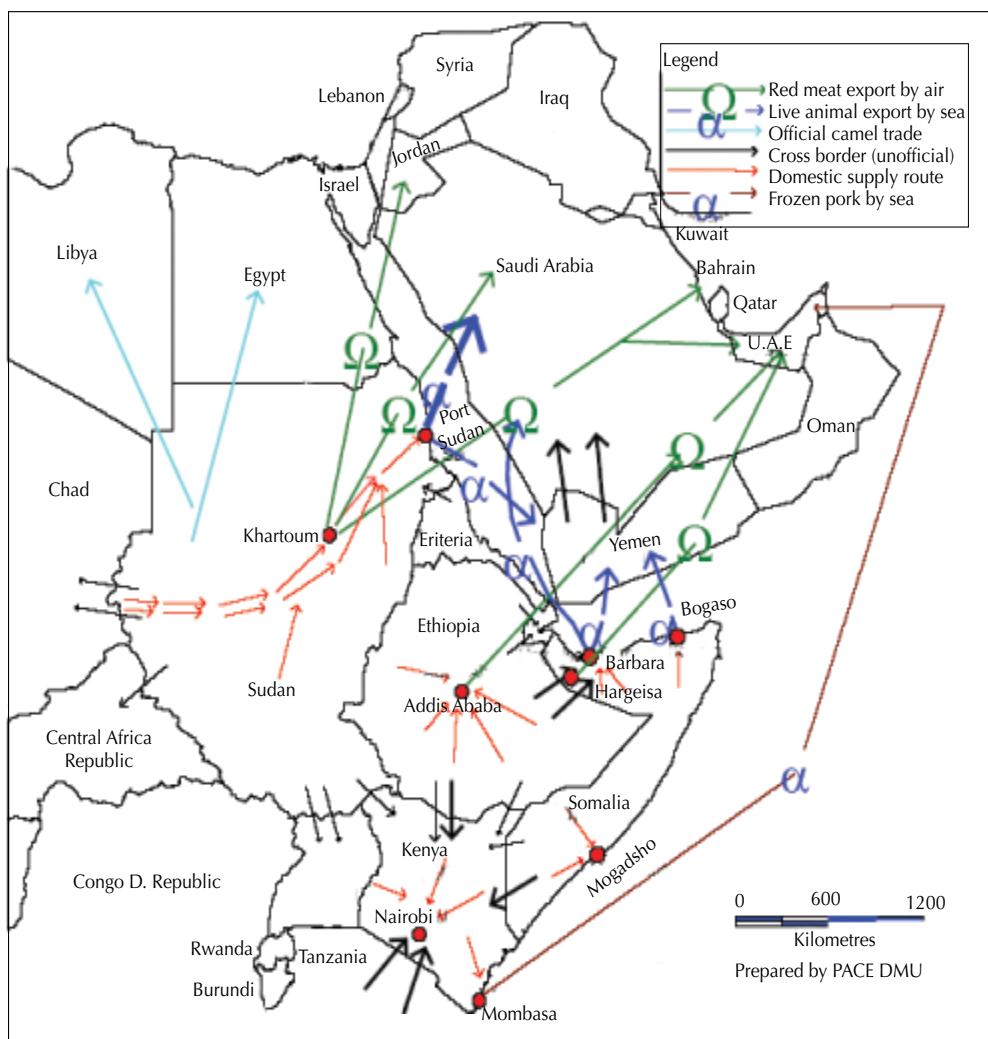 Syria
Lebanon
Iraq
Jordan
Israel
Legend
Ω
Red meat export by air
Live animal export by sea
α
Official camel trade
Cross border (unofficial)
Domestic supply route
α
Frozen pork by sea
Kuwait
Libya
Egypt
Saudi Arabia
Bahrain
Qatar
U.A.E
Ω
α
Ω
Port
Sudan
Ω
Oman
Ω
Chad
α
Khartoum
Eriteria
Yemen
Ω
α
Ethiopia
Bogaso
α
α
Barbara
Hargeisa
Sudan
Addis Ababa
Central Africa
Republic
α
Somalia
Kenya
Mogadsho
Congo D. Republic
Nairobi
0 600 1200
Kilometres
Rwanda
Tanzania
Prepared by PACE DMU
Burundi
Mombasa